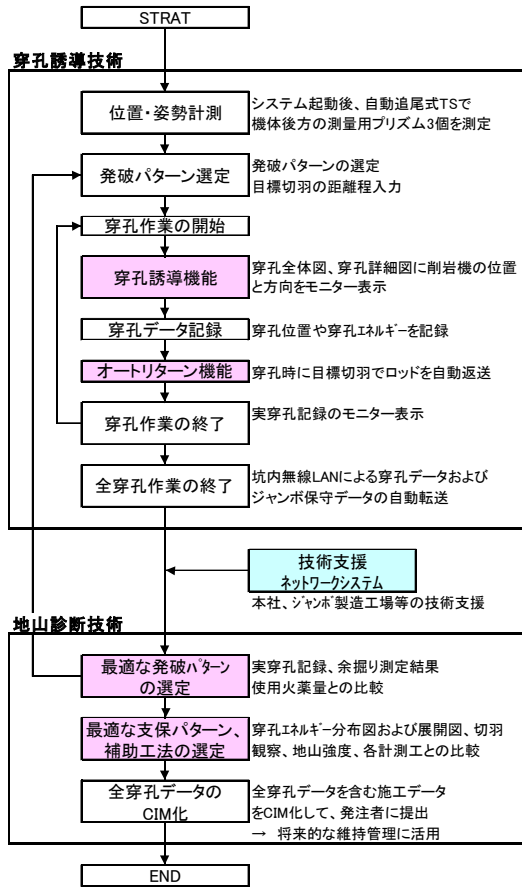 STRAT
穿孔誘導技術
位置・姿勢計測
システム起動後、自動追尾式TSで
機体後方の測量用プリズム3個を測定
発破パターン選定
発破パターンの選定
目標切羽の距離程入力
穿孔作業の開始
穿孔誘導機能
穿孔全体図、穿孔詳細図に削岩機の位置
と方向をモニター表示
穿孔データ記録
穿孔位置や穿孔エネルギーを記録
オートリターン機能
穿孔時に目標切羽でロッドを自動返送
穿孔作業の終了
実穿孔記録のモニター表示
全穿孔作業の終了
坑内無線LANによる穿孔データおよび
ジャンボ保守データの自動転送
技術支援
ネットワークシステム
本社、ジャンボ製造工場等の技術支援
地山診断技術
最適な発破パターン
の選定
実穿孔記録、余掘り測定結果
使用火薬量との比較
最適な支保パターン、
補助工法の選定
穿孔エネルギー分布図および展開図、切羽
観察、地山強度、各計測工との比較
全穿孔データの
CIM化
全穿孔データを含む施工データ
をCIM化して、発注者に提出
→ 将来的な維持管理に活用
END